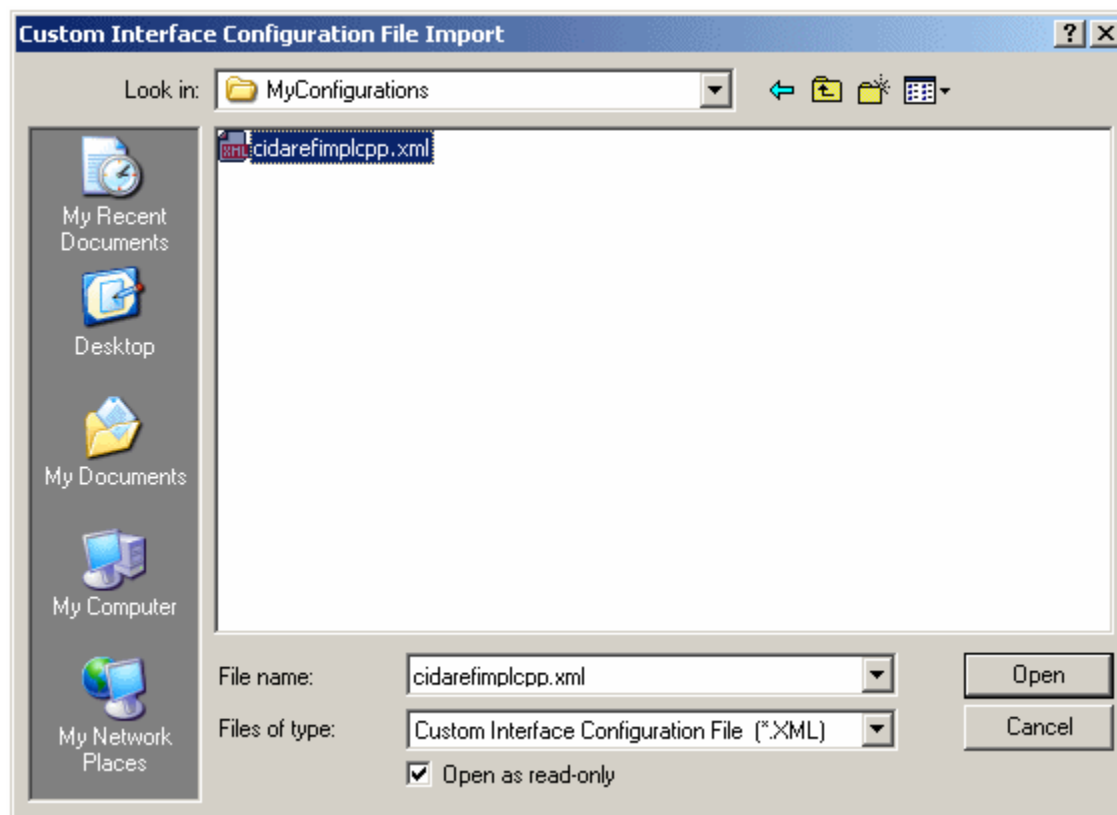 Custom Interface Configuration File Import
Look in: MyConfigurations
XML cidarefimplcpp.xml
My Recent
Documents
Desktop
My Documents
My Computer
My Network
Places
File name: cidarefimplcpp.xml Open
Files of type: Custom Interface Configuration File (*.XML) Cancel
Open as read-only